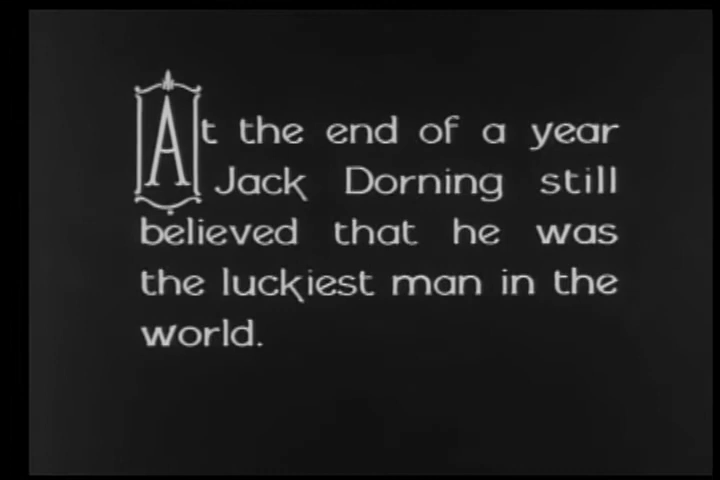 At the end of a year
Jack Dorning still
believed that he was
the luckiest man in the
world.